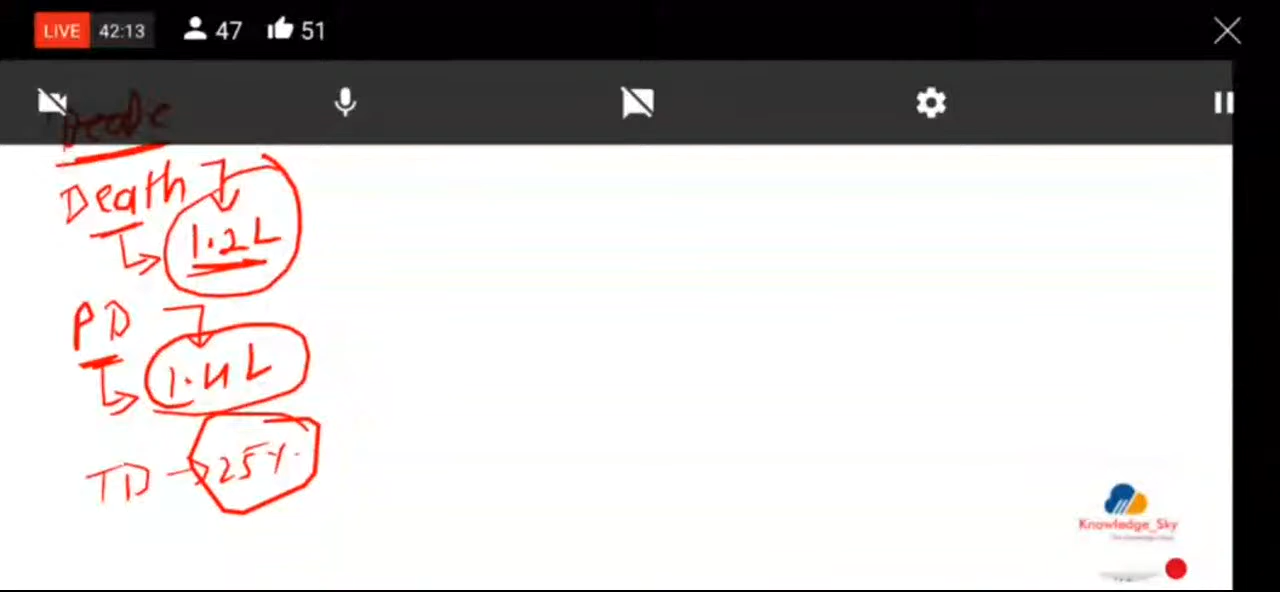 LIVE 42:13 47 51
Death
1.2L
PD
1.4L
TD → 25%.
Knowledge_Sky